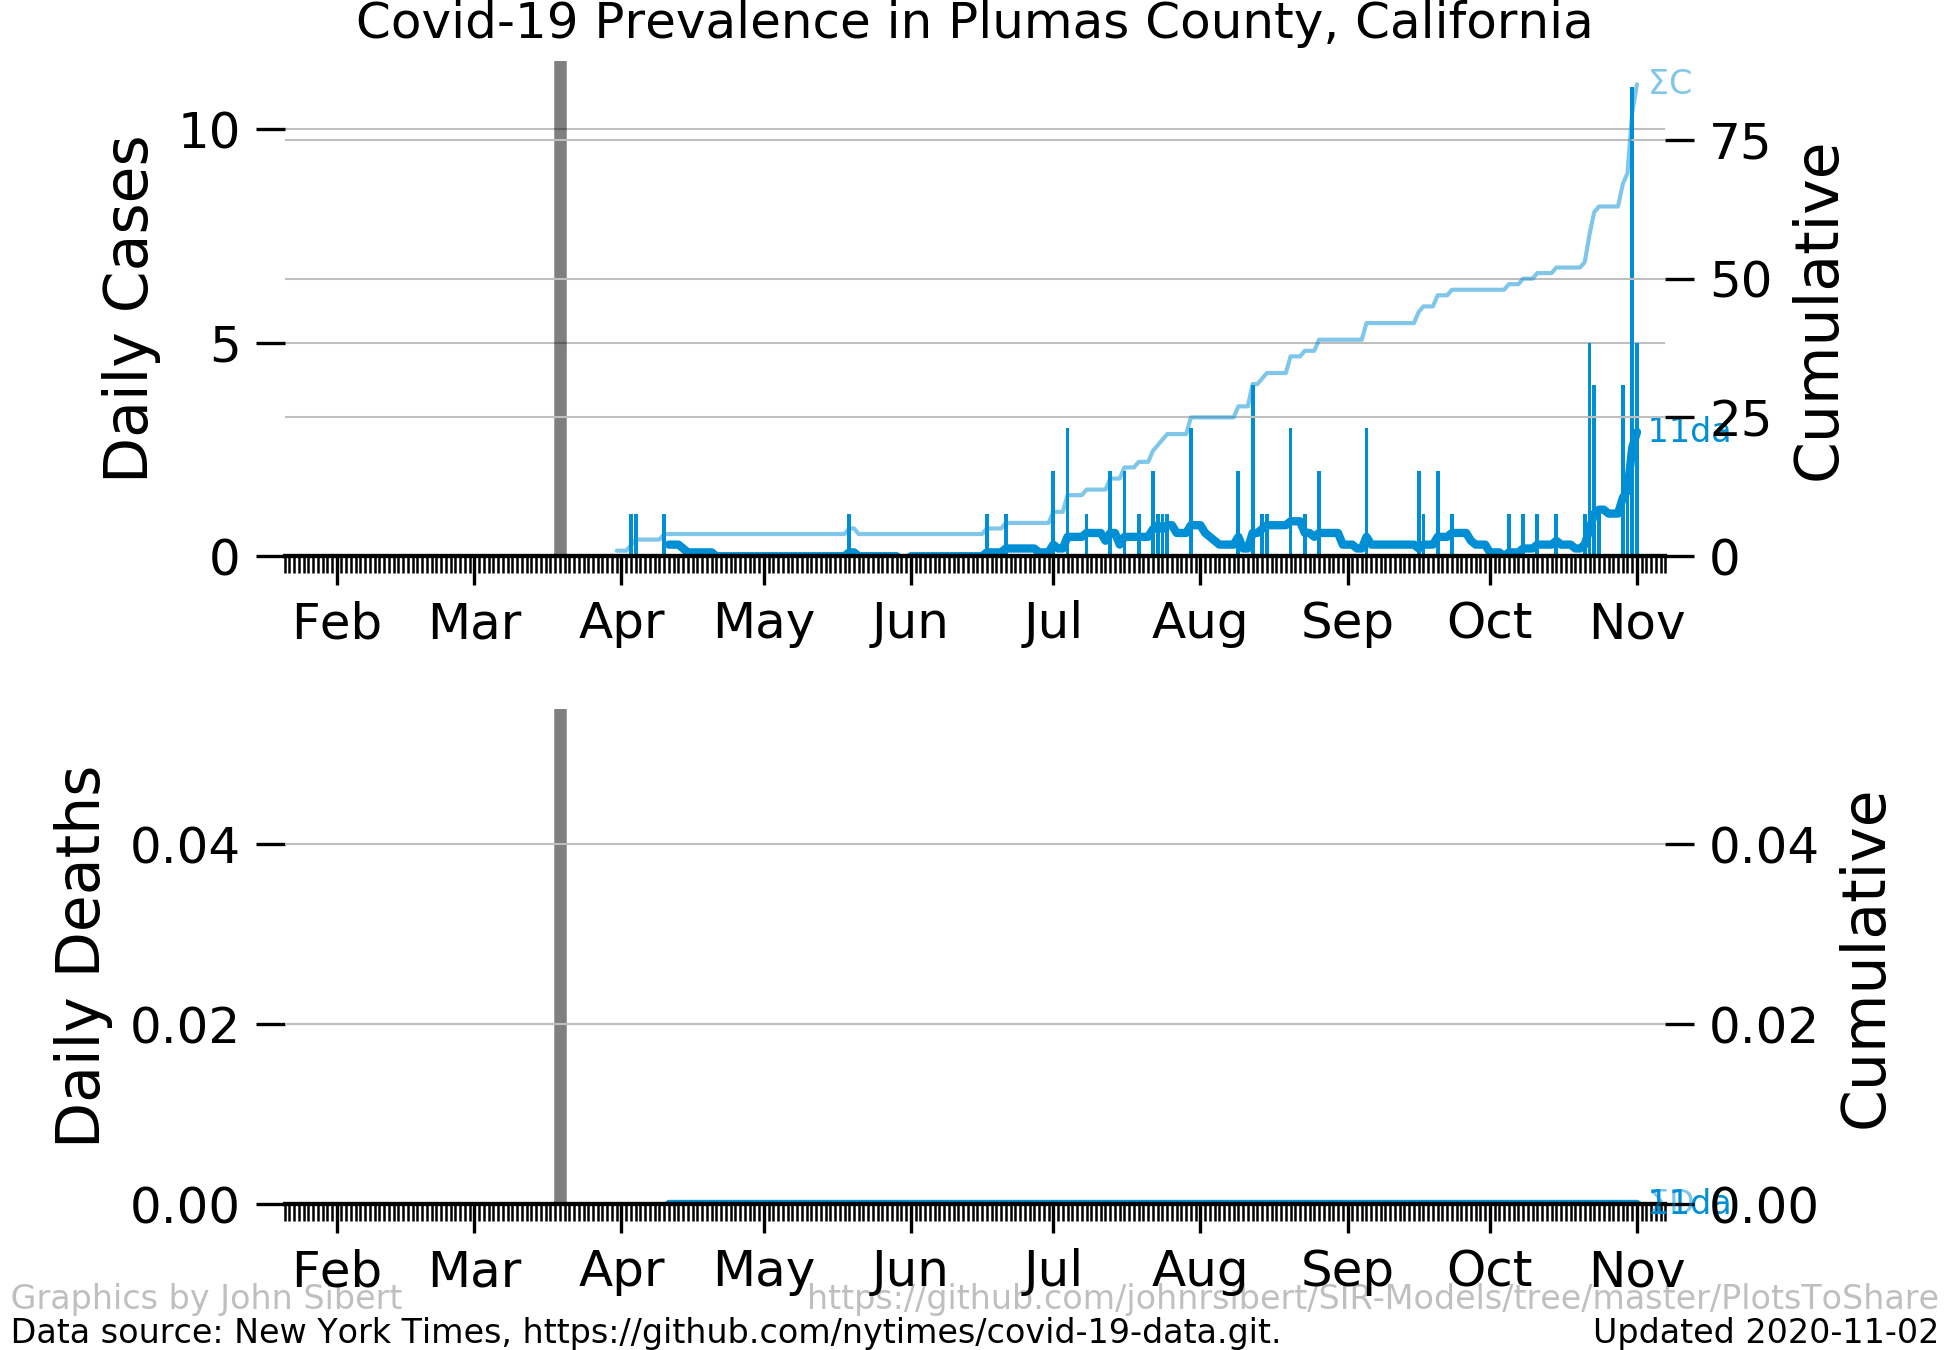 Covid-19 Prevalence in Plumas County, California
Daily Cases
10
5
0
ΣC
75
50
25
0
11da
Cumulative
Feb Mar Apr May Jun Jul Aug Sep Oct Nov
Daily Deaths
0.04
0.02
0.00
0.04
0.02
0.00
ΣD
11da
Cumulative
Feb Mar Apr May Jun Jul Aug Sep Oct Nov
Graphics by John Sibert https://github.com/johnrsibert/SIR-Models/tree/master/PlotsToShare
Data source: New York Times, https://github.com/nytimes/covid-19-data.git. Updated 2020-11-02